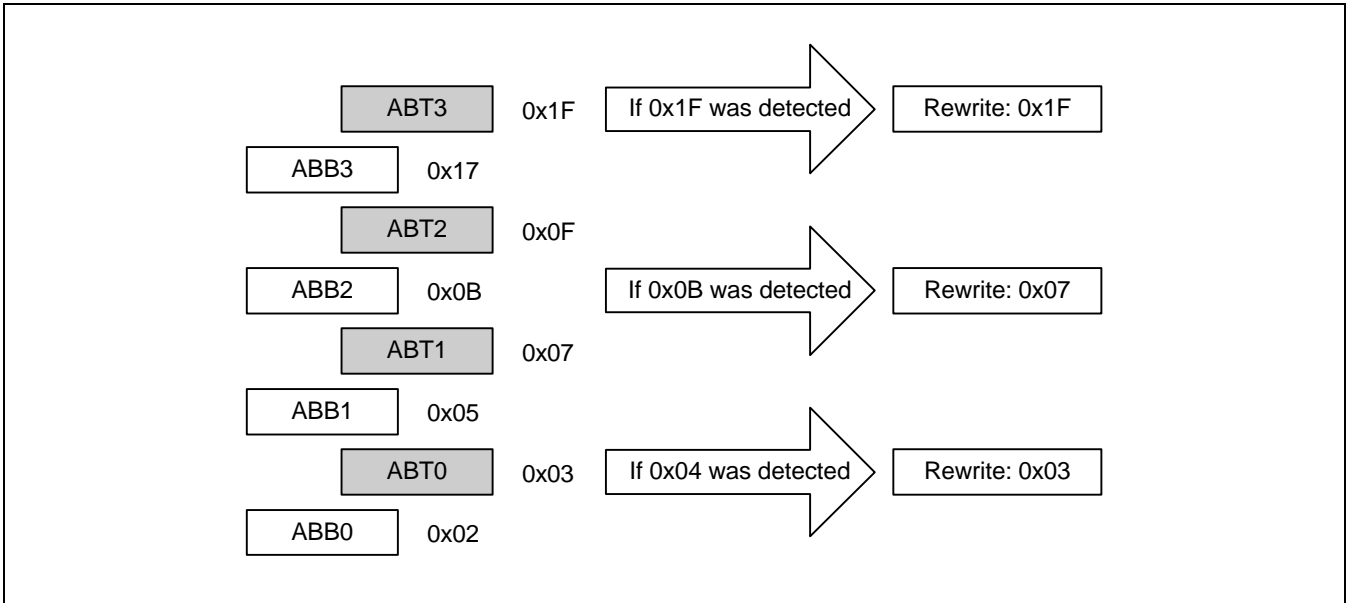 ABT3 0x1F If 0x1F was detected Rewrite: 0x1F
ABB3 0x17
ABT2 0x0F
ABB2 0x0B If 0x0B was detected Rewrite: 0x07
ABT1 0x07
ABB1 0x05
ABT0 0x03 If 0x04 was detected Rewrite: 0x03
ABB0 0x02